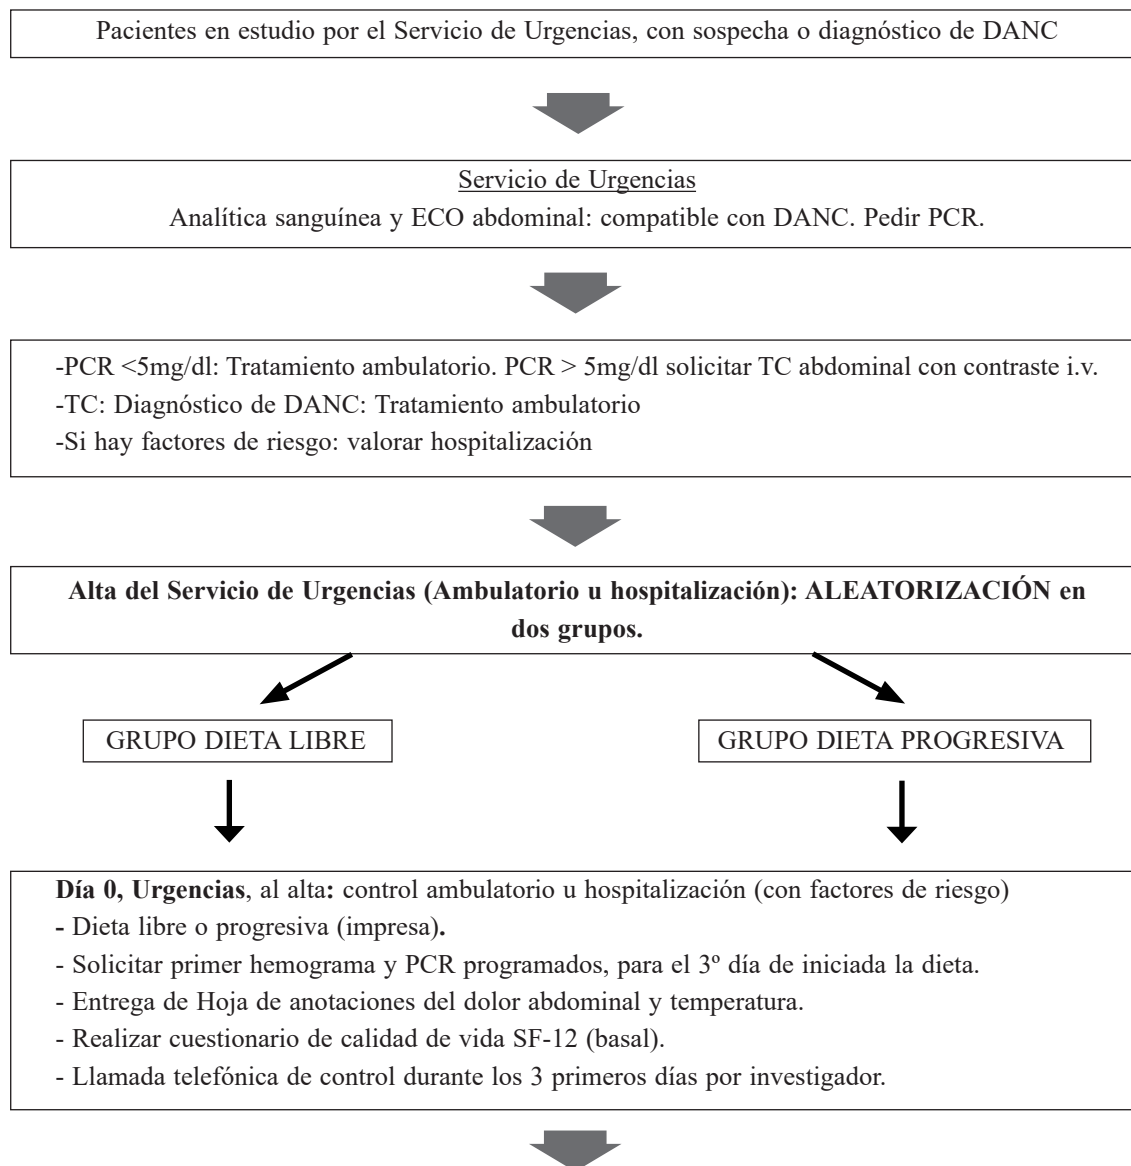 Pacientes en estudio por el Servicio de Urgencias, con sospecha o diagnóstico de DANC
Servicio de Urgencias
Analítica sanguínea y ECO abdominal: compatible con DANC. Pedir PCR.
-PCR <5mg/dl: Tratamiento ambulatorio. PCR > 5mg/dl solicitar TC abdominal con contraste i.v.
-TC: Diagnóstico de DANC: Tratamiento ambulatorio
-Si hay factores de riesgo: valorar hospitalización
Alta del Servicio de Urgencias (Ambulatorio u hospitalización): ALEATORIZACIÓN en
dos grupos.
GRUPO DIETA LIBRE
GRUPO DIETA PROGRESIVA
Día 0, Urgencias, al alta: control ambulatorio u hospitalización (con factores de riesgo)
- Dieta libre o progresiva (impresa).
- Solicitar primer hemograma y PCR programados, para el 3º día de iniciada la dieta.
- Entrega de Hoja de anotaciones del dolor abdominal y temperatura.
- Realizar cuestionario de calidad de vida SF-12 (basal).
- Llamada telefónica de control durante los 3 primeros días por investigador.